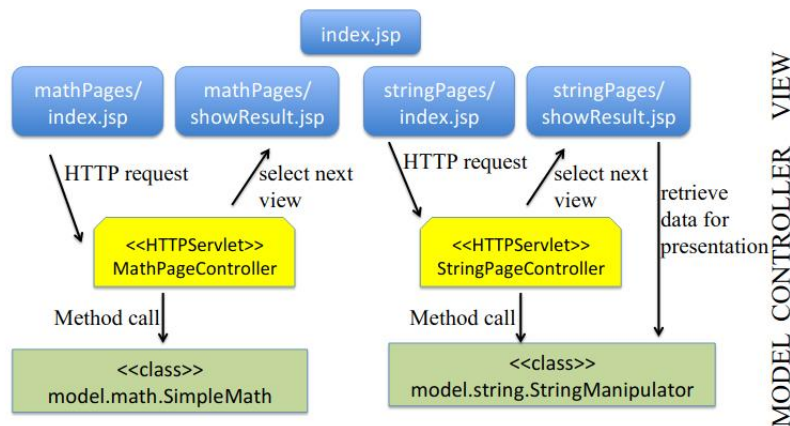 index.jsp
mathPages/
index.jsp
mathPages/
showResult.jsp
stringPages/
index.jsp
stringPages/
showResult.jsp
HTTP request
select next
view
HTTP request
select next
view
retrieve
data for
presentation
<<HTTPServlet>>
MathPageController
<<HTTPServlet>>
StringPageController
Method call
Method call
<<class>>
model.math.SimpleMath
<<class>>
model.string.StringManipulator
MODEL CONTROLLER VIEW